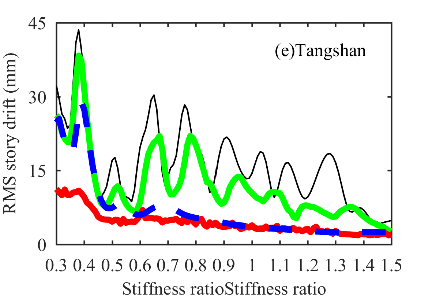 (e)Tangshan
RMS story drift (mm)
45
30
15
0
0.3 0.4 0.5 0.6 0.7 0.8 0.9 1 1.1 1.2 1.3 1.4 1.5
Stiffness ratioStiffness ratio